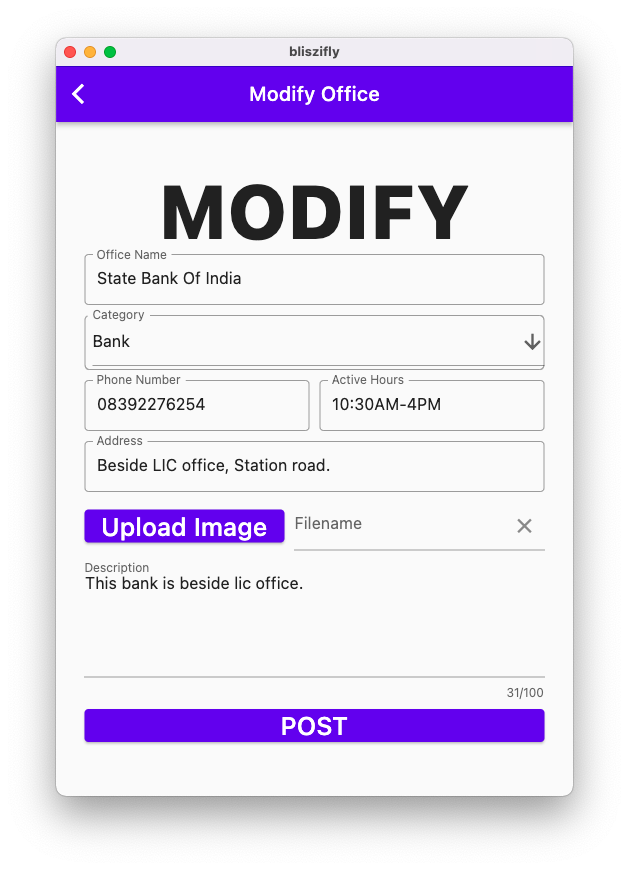 bliszifly
Modify Office
MODIFY
Office Name
State Bank Of India
Category
Bank
Phone Number
08392276254
Active Hours
10:30AM-4PM
Address
Beside LIC office, Station road.
Upload Image
Filename
Description
This bank is beside lic office.
31/100
POST